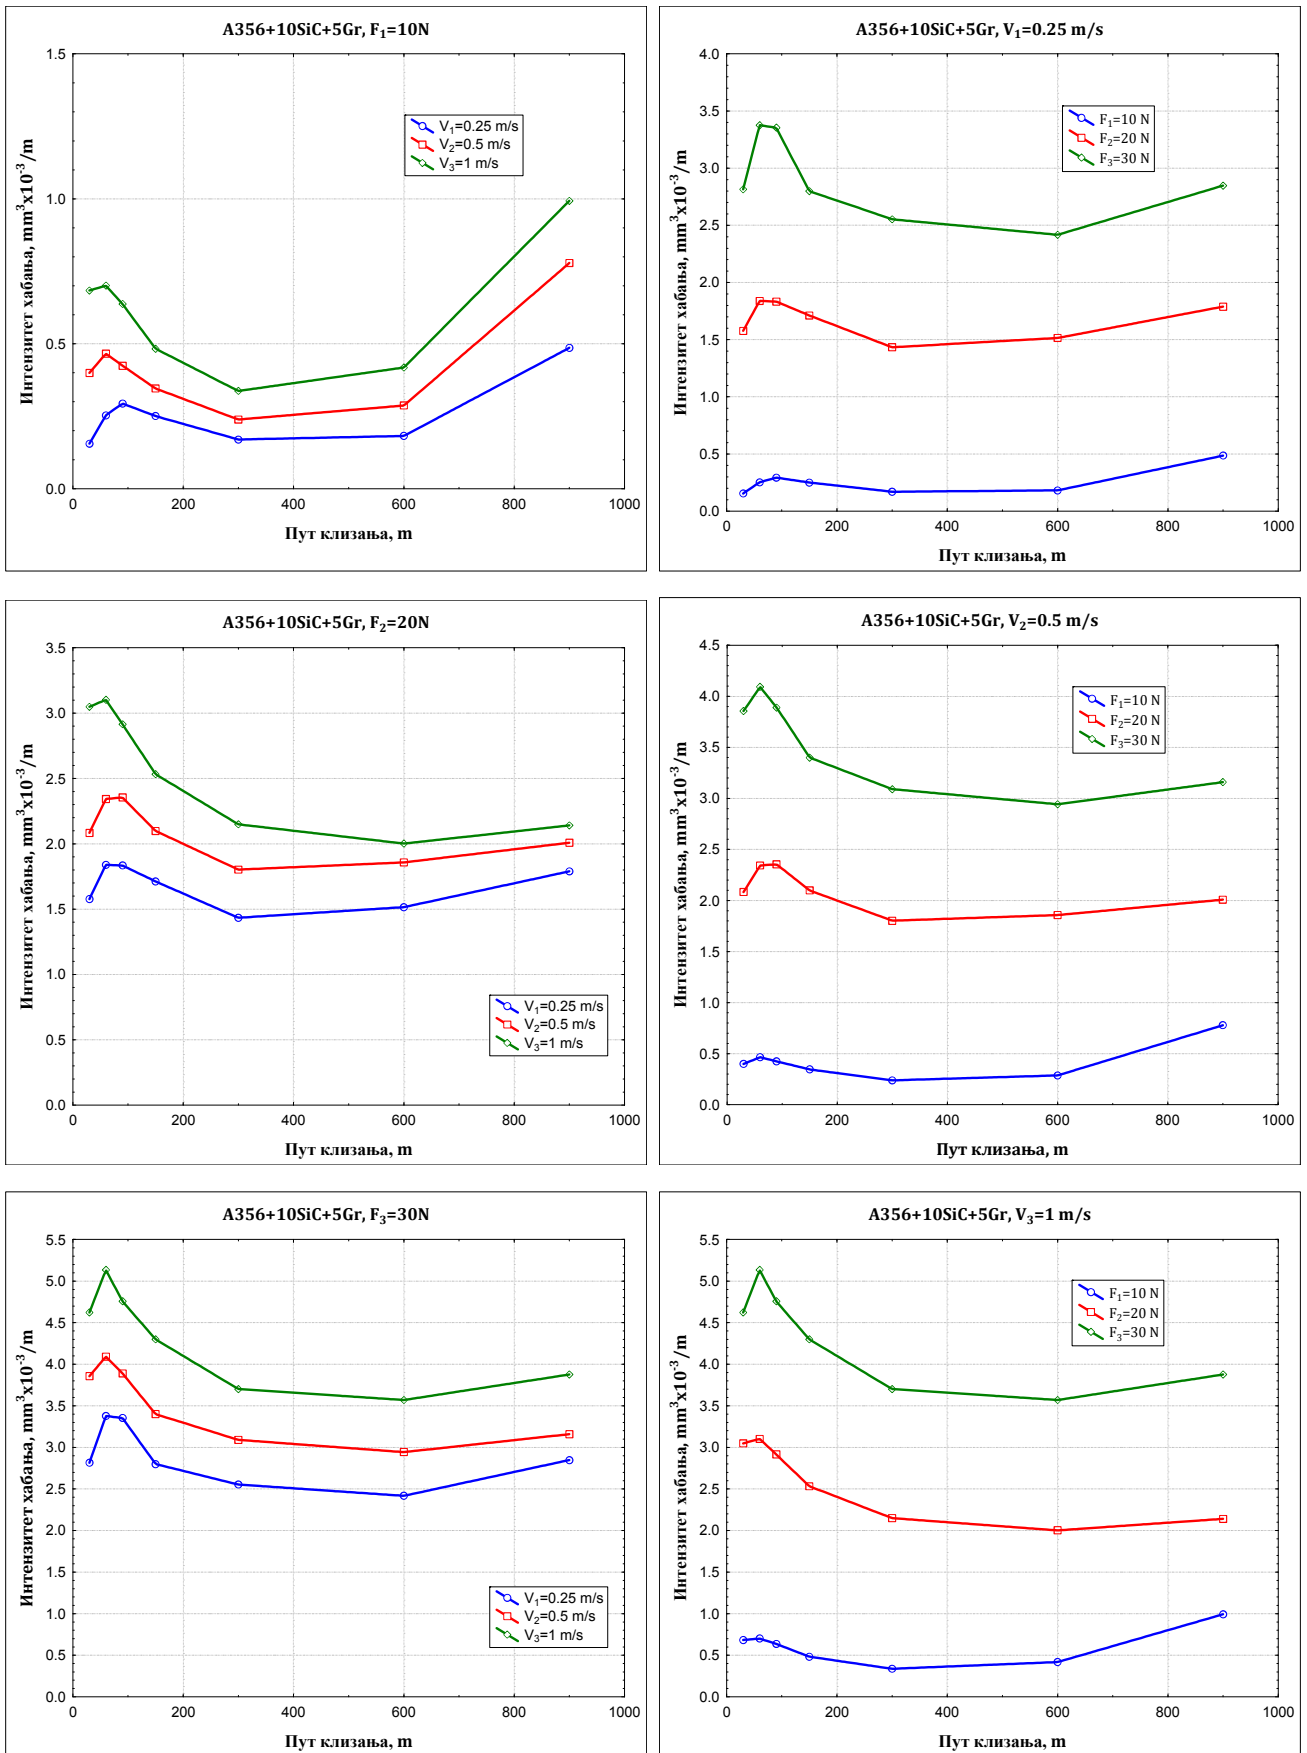 A356+10SiC+5Gr, F₁=10N
Интензитет хабања, mm³x10⁻³/m
1.5
1.0
0.5
0.0
V₁=0.25 m/s
V₂=0.5 m/s
V₃=1 m/s
0 200 400 600 800 1000
Пут клизања, m
A356+10SiC+5Gr, V₁=0.25 m/s
Интензитет хабања, mm³x10⁻³/m
4.0
3.5
3.0
2.5
2.0
1.5
1.0
0.5
0.0
F₁=10 N
F₂=20 N
F₃=30 N
0 200 400 600 800 1000
Пут клизања, m
A356+10SiC+5Gr, F₂=20N
Интензитет хабања, mm³x10⁻³/m
3.5
3.0
2.5
2.0
1.5
1.0
0.5
0.0
V₁=0.25 m/s
V₂=0.5 m/s
V₃=1 m/s
0 200 400 600 800 1000
Пут клизања, m
A356+10SiC+5Gr, V₂=0.5 m/s
Интензитет хабања, mm³x10⁻³/m
4.5
4.0
3.5
3.0
2.5
2.0
1.5
1.0
0.5
0.0
F₁=10 N
F₂=20 N
F₃=30 N
0 200 400 600 800 1000
Пут клизања, m
A356+10SiC+5Gr, F₃=30N
Интензитет хабања, mm³x10⁻³/m
5.5
5.0
4.5
4.0
3.5
3.0
2.5
2.0
1.5
1.0
0.5
0.0
V₁=0.25 m/s
V₂=0.5 m/s
V₃=1 m/s
0 200 400 600 800 1000
Пут клизања, m
A356+10SiC+5Gr, V₃=1 m/s
Интензитет хабања, mm³x10⁻³/m
5.5
5.0
4.5
4.0
3.5
3.0
2.5
2.0
1.5
1.0
0.5
0.0
F₁=10 N
F₂=20 N
F₃=30 N
0 200 400 600 800 1000
Пут клизања, m